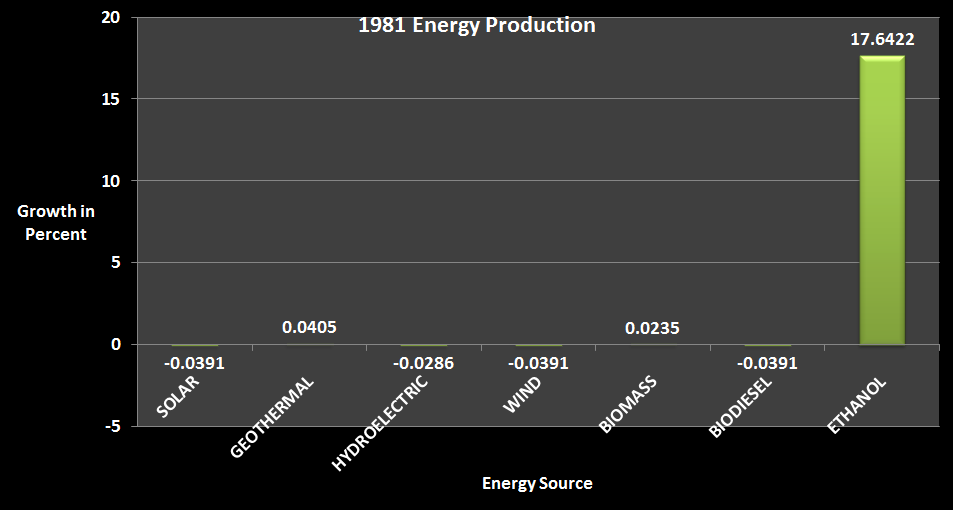 1981 Energy Production
20
15
10
5
0
-5
Growth in
Percent
17.6422
0.0405
0.0235
-0.0391
-0.0286
-0.0391
-0.0391
SOLAR
GEOTHERMAL
HYDROELECTRIC
WIND
BIOMASS
BIODIESEL
ETHANOL
Energy Source